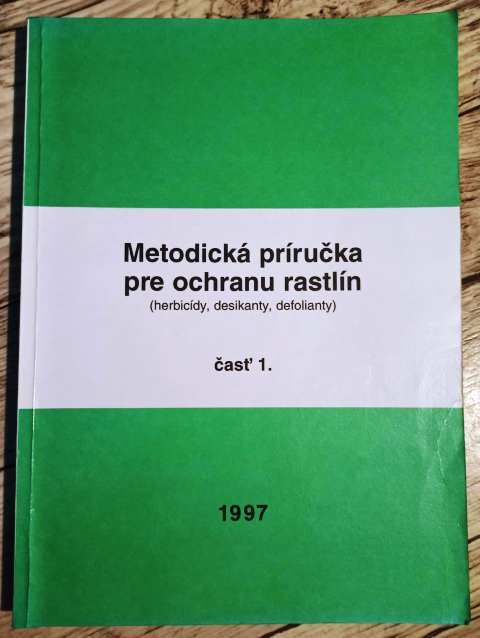 Metodická príručka
pre ochranu rastlín
(herbicídy, desikanty, defolianty)
časť 1.
1997